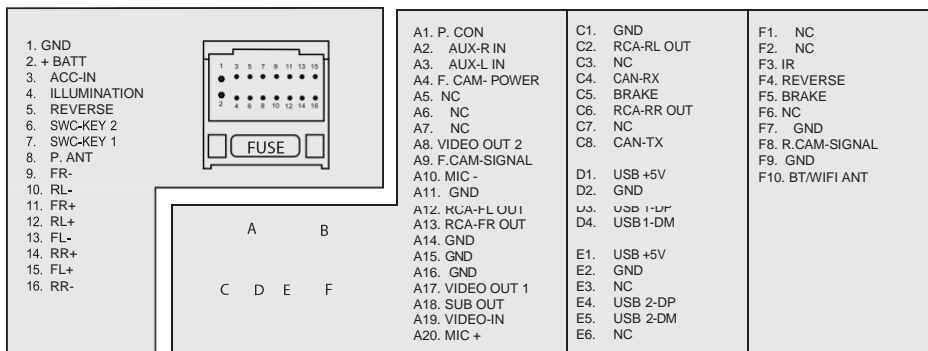 1. GND
2. + BATT
3. ACC-IN
4. ILLUMINATION
5. REVERSE
6. SWC-KEY 2
7. SWC-KEY 1
8. P. ANT
9. FR-
10. RL-
11. FR+
12. RL+
13. FL-
14. RR+
15. FL+
16. RR-
1 3 5 7 9 11 13 15
2 4 6 8 10 12 14 16
FUSE
A B
C D E F
A1. P. CON
A2. AUX-R IN
A3. AUX-L IN
A4. F. CAM- POWER
A5. NC
A6. NC
A7. NC
A8. VIDEO OUT 2
A9. F.CAM-SIGNAL
A10. MIC -
A11. GND
A12. RCA-FL OUT
A13. RCA-FR OUT
A14. GND
A15. GND
A16. GND
A17. VIDEO OUT 1
A18. SUB OUT
A19. VIDEO-IN
A20. MIC +
C1. GND
C2. RCA-RL OUT
C3. NC
C4. CAN-RX
C5. BRAKE
C6. RCA-RR OUT
C7. NC
C8. CAN-TX
D1. USB +5V
D2. GND
D3. USB 1-DP
D4. USB 1-DM
E1. USB +5V
E2. GND
E3. NC
E4. USB 2-DP
E5. USB 2-DM
E6. NC
F1. NC
F2. NC
F3. IR
F4. REVERSE
F5. BRAKE
F6. NC
F7. GND
F8. R.CAM-SIGNAL
F9. GND
F10. BT/WIFI ANT